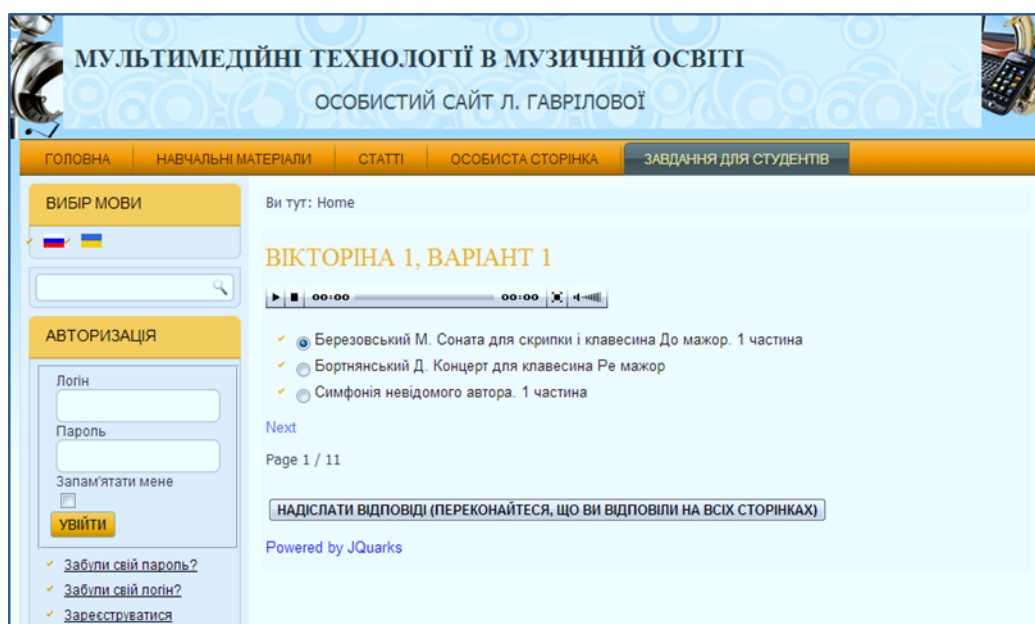 МУЛЬТИМЕДІЙНІ ТЕХНОЛОГІЇ В МУЗИЧНІЙ ОСВІТІ
ОСОБИСТИЙ САЙТ Л. ГАВРІЛОВОЇ
ГОЛОВНА НАВЧАЛЬНІ МАТЕРІАЛИ СТАТТІ ОСОБИСТА СТОРІНКА ЗАВДАННЯ ДЛЯ СТУДЕНТІВ
ВИБІР МОВИ
АВТОРИЗАЦІЯ
Логін
Пароль
Запам'ятати мене
УВІЙТИ
Забули свій пароль?
Забули свій логін?
Зареєструватися
Ви тут: Home
ВІКТОРІНА 1, ВАРІАНТ 1
00:00 00:00
Березовський М. Соната для скрипки і клавесина До мажор. 1 частина
Бортнянський Д. Концерт для клавесина Ре мажор
Симфонія невідомого автора. 1 частина
Next
Page 1 / 11
НАДІСЛАТИ ВІДПОВІДІ (ПЕРЕКОНАЙТЕСЯ, ЩО ВИ ВІДПОВІЛИ НА ВСІХ СТОРІНКАХ)
Powered by JQuarks